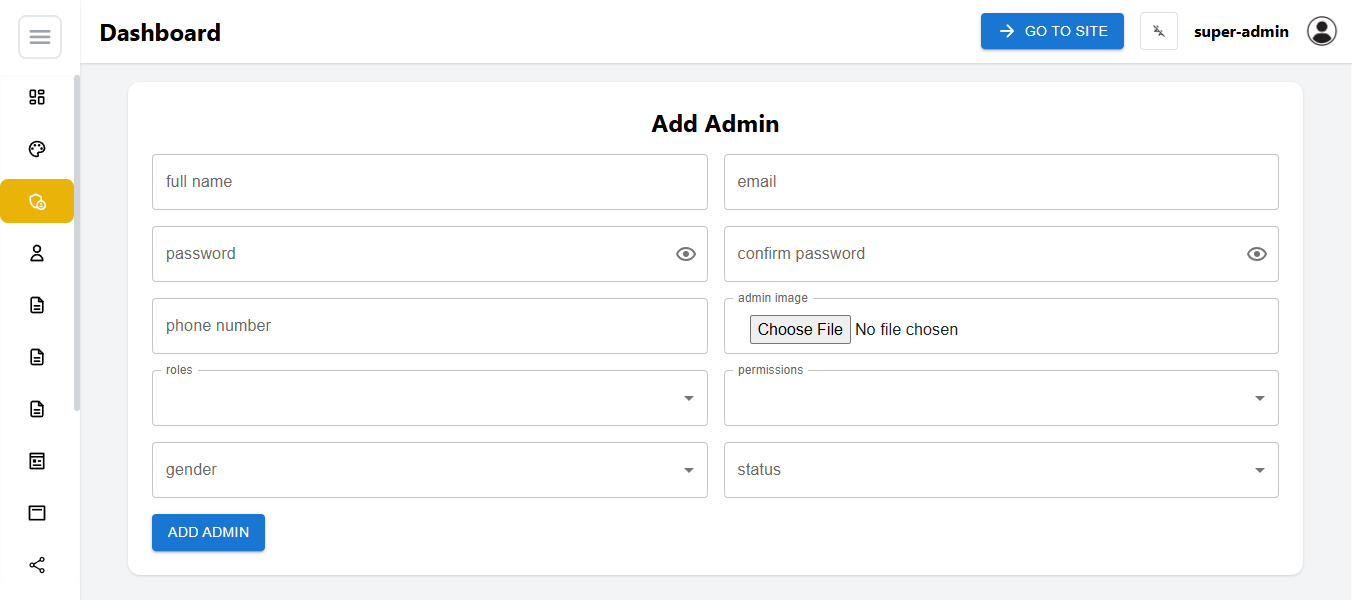 Dashboard
GO TO SITE
super-admin
Add Admin
full name
email
password
confirm password
phone number
admin image
Choose File No file chosen
roles
permissions
gender
status
ADD ADMIN